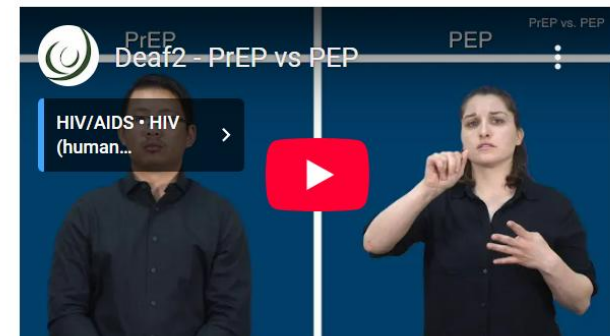 PrEP vs. PEP
PrEP
PEP
Deaf2 - PrEP vs PEP
HIV/AIDS • HIV
(human...